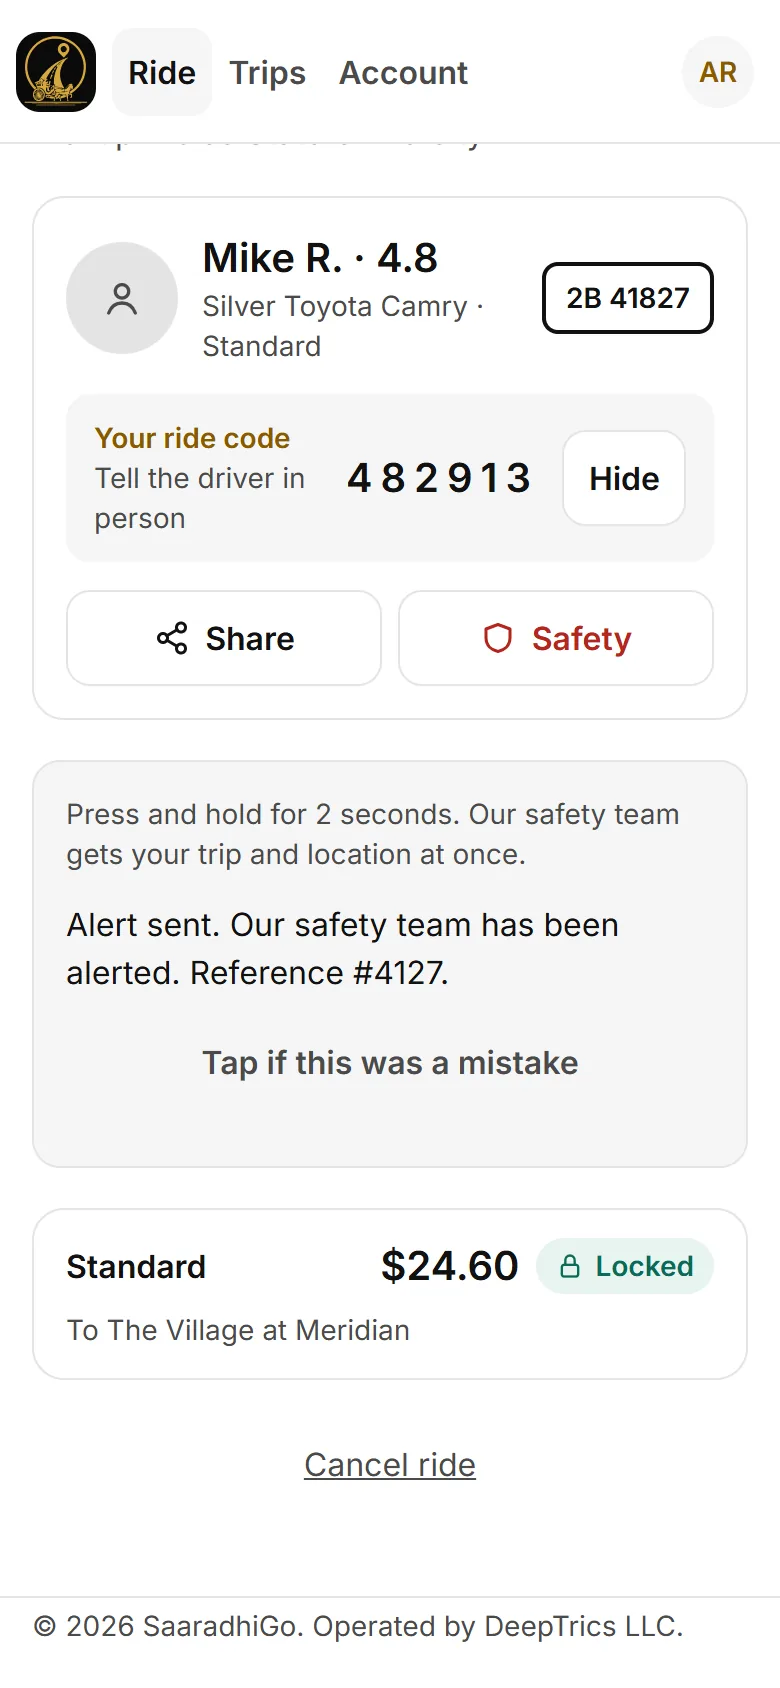 Ride Trips Account AR
Mike R. · 4.8
Silver Toyota Camry ·
Standard
2B 41827
Your ride code
Tell the driver in
person
482913
Hide
Share
Safety
Press and hold for 2 seconds. Our safety team
gets your trip and location at once.
Alert sent. Our safety team has been
alerted. Reference #4127.
Tap if this was a mistake
Standard
$24.60
Locked
To The Village at Meridian
Cancel ride
© 2026 SaaradhiGo. Operated by DeepTrics LLC.